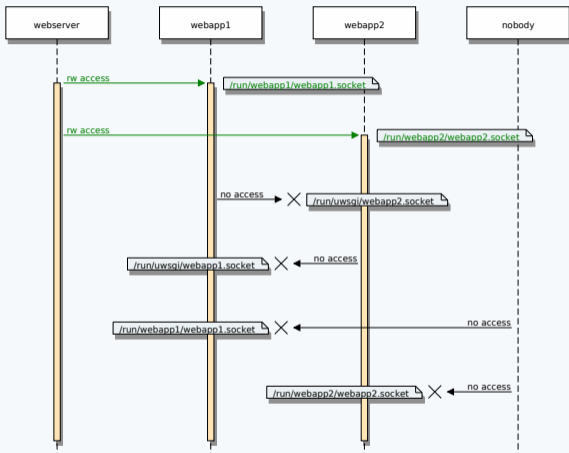 webserver
webapp1
webapp2
nobody
rw access
/run/webapp1/webapp1.socket
rw access
/run/webapp2/webapp2.socket
no access
/run/uwsgi/webapp2.socket
/run/uwsgi/webapp1.socket
no access
/run/webapp1/webapp1.socket
no access
/run/webapp2/webapp2.socket
no access